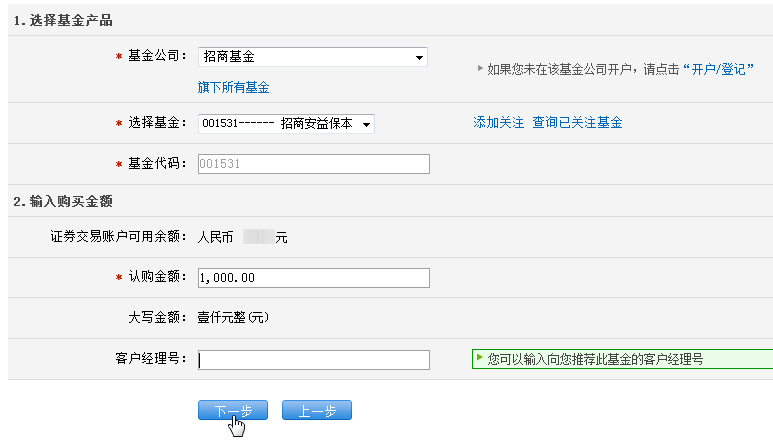 1.选择基金产品
* 基金公司: 招商基金
▶如果您未在该基金公司开户，请点击“开户/登记”
旗下所有基金
* 选择基金: 001531------ 招商安益保本
添加关注 查询已关注基金
* 基金代码: 001531
2.输入购买金额
证券交易账户可用余额: 人民币 元
* 认购金额: 1,000.00
大写金额: 壹仟元整(元)
客户经理号:
▶您可以输入向您推荐此基金的客户经理号
下一步 上一步